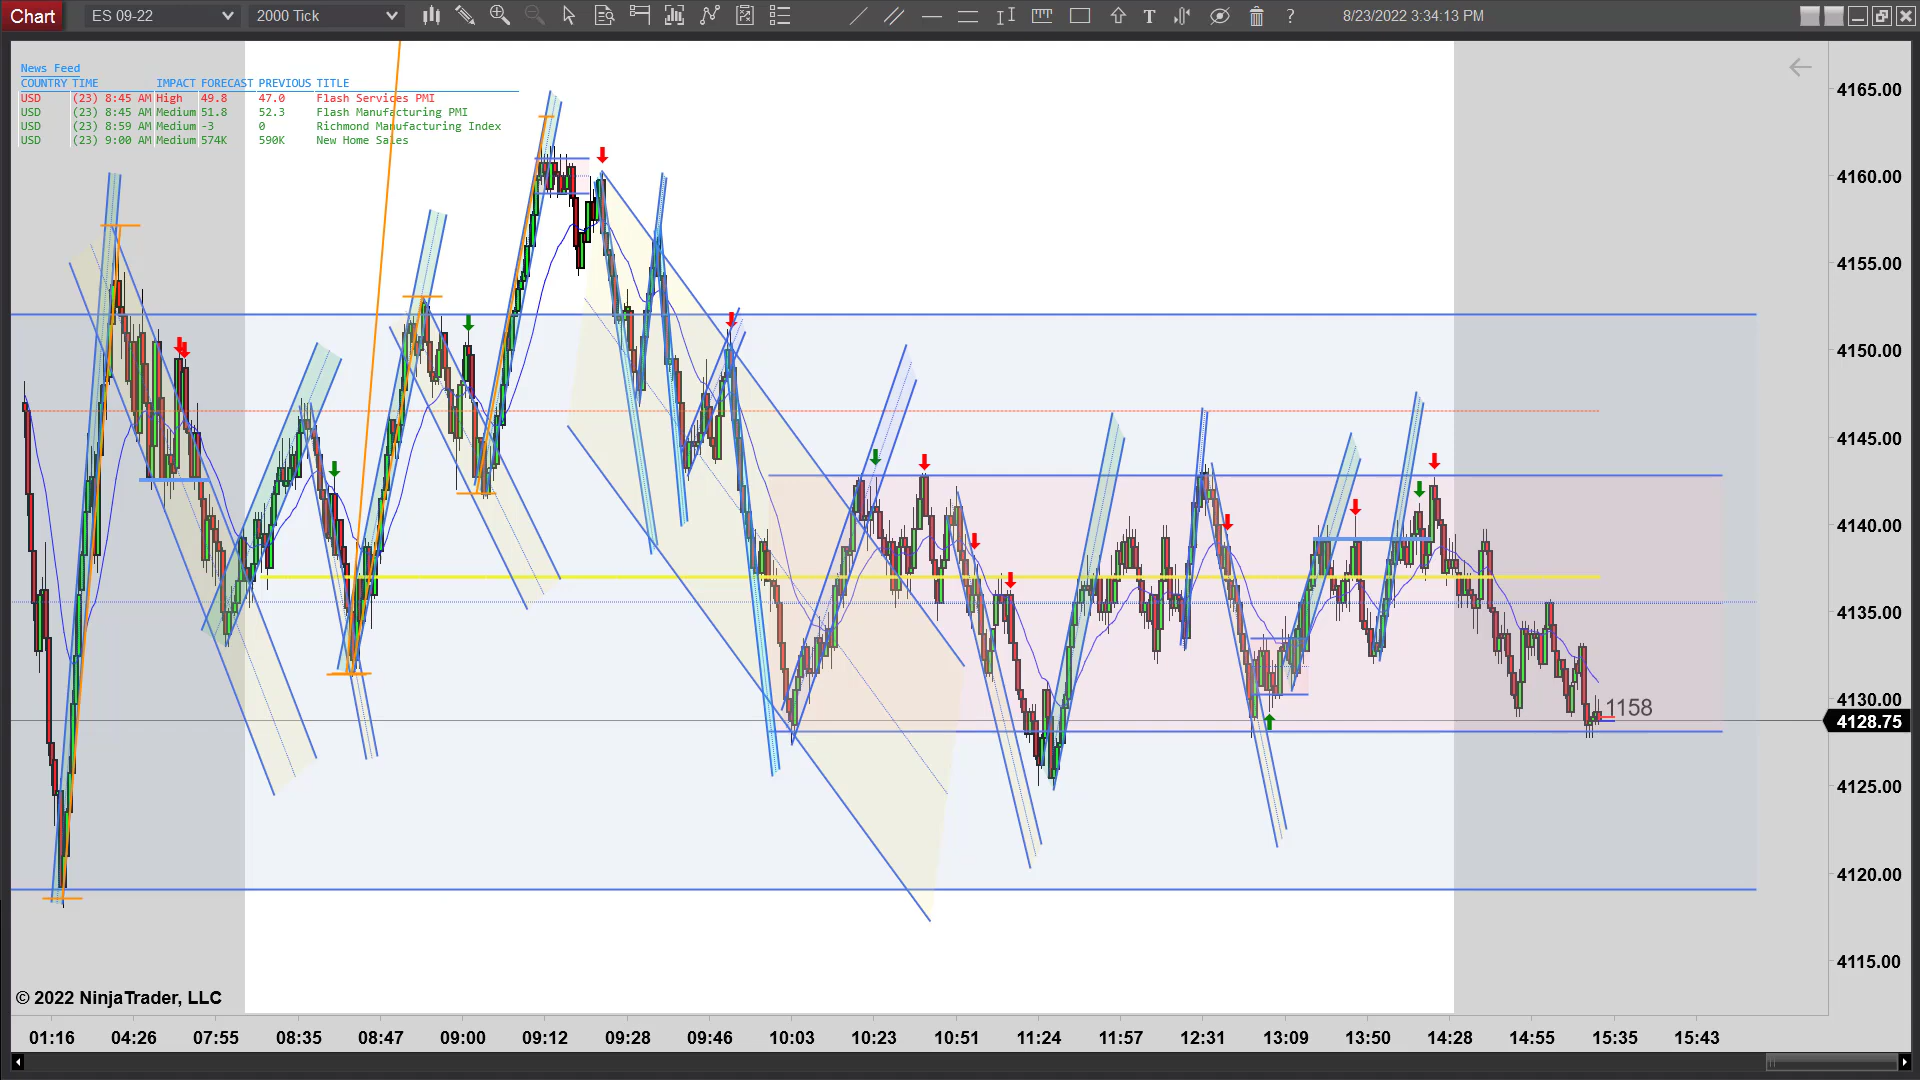 Chart ES 09-22 2000 Tick T ? 8/23/2022 3:34:13 PM
News Feed
COUNTRY TIME IMPACT FORECAST PREVIOUS TITLE
USD (23) 8:45 AM High 49.8 47.0 Flash Services PMI
USD (23) 8:45 AM Medium 51.8 52.3 Flash Manufacturing PMI
USD (23) 8:59 AM Medium -3 0 Richmond Manufacturing Index
USD (23) 9:00 AM Medium 574K 590K New Home Sales
4165.00
4160.00
4155.00
4150.00
4145.00
4140.00
4135.00
4130.00
1158
4128.75
4125.00
4120.00
4115.00
© 2022 NinjaTrader, LLC
01:16 04:26 07:55 08:35 08:47 09:00 09:12 09:28 09:46 10:03 10:23 10:51 11:24 11:57 12:31 13:09 13:50 14:28 14:55 15:35 15:43